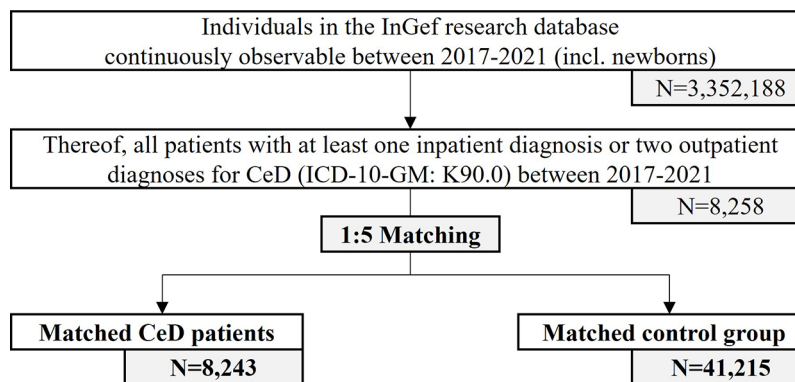 Individuals in the InGef research database
continuously observable between 2017-2021 (incl. newborns)
N=3,352,188
Thereof, all patients with at least one inpatient diagnosis or two outpatient
diagnoses for CeD (ICD-10-GM: K90.0) between 2017-2021
N=8,258
1:5 Matching
Matched CeD patients
N=8,243
Matched control group
N=41,215